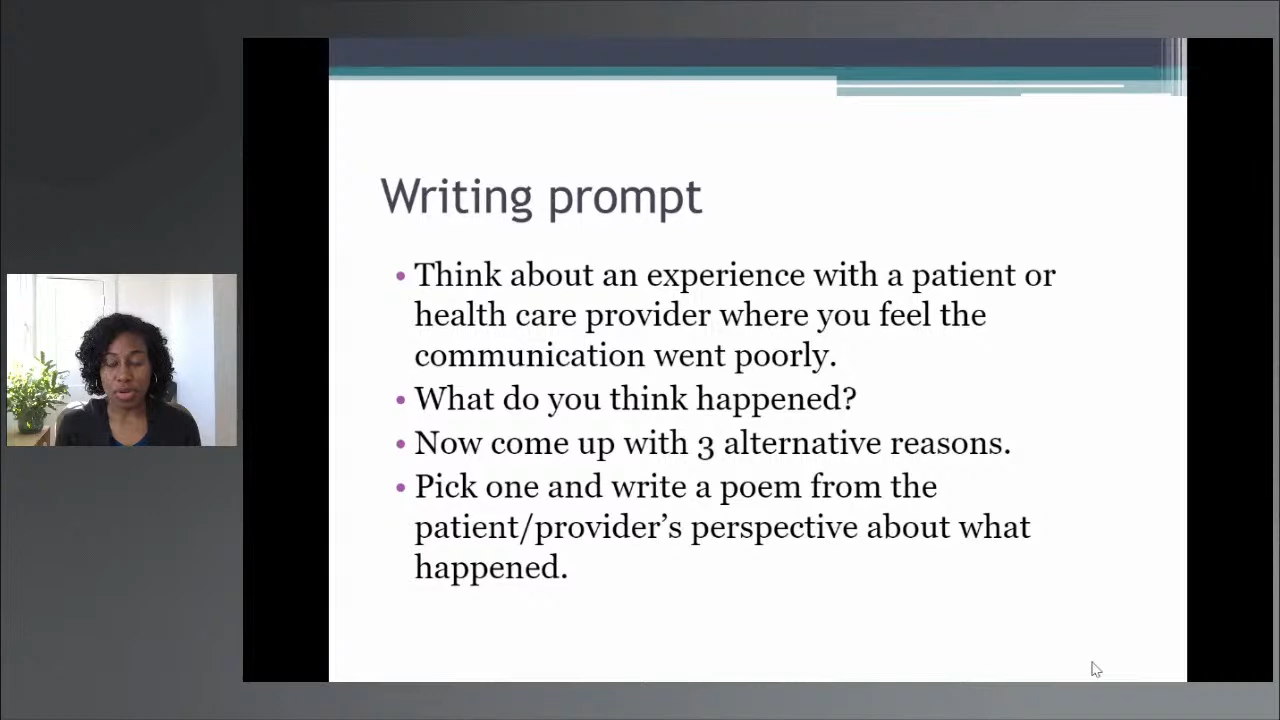 Writing prompt
• Think about an experience with a patient or
health care provider where you feel the
communication went poorly.
• What do you think happened?
• Now come up with 3 alternative reasons.
• Pick one and write a poem from the
patient/provider’s perspective about what
happened.